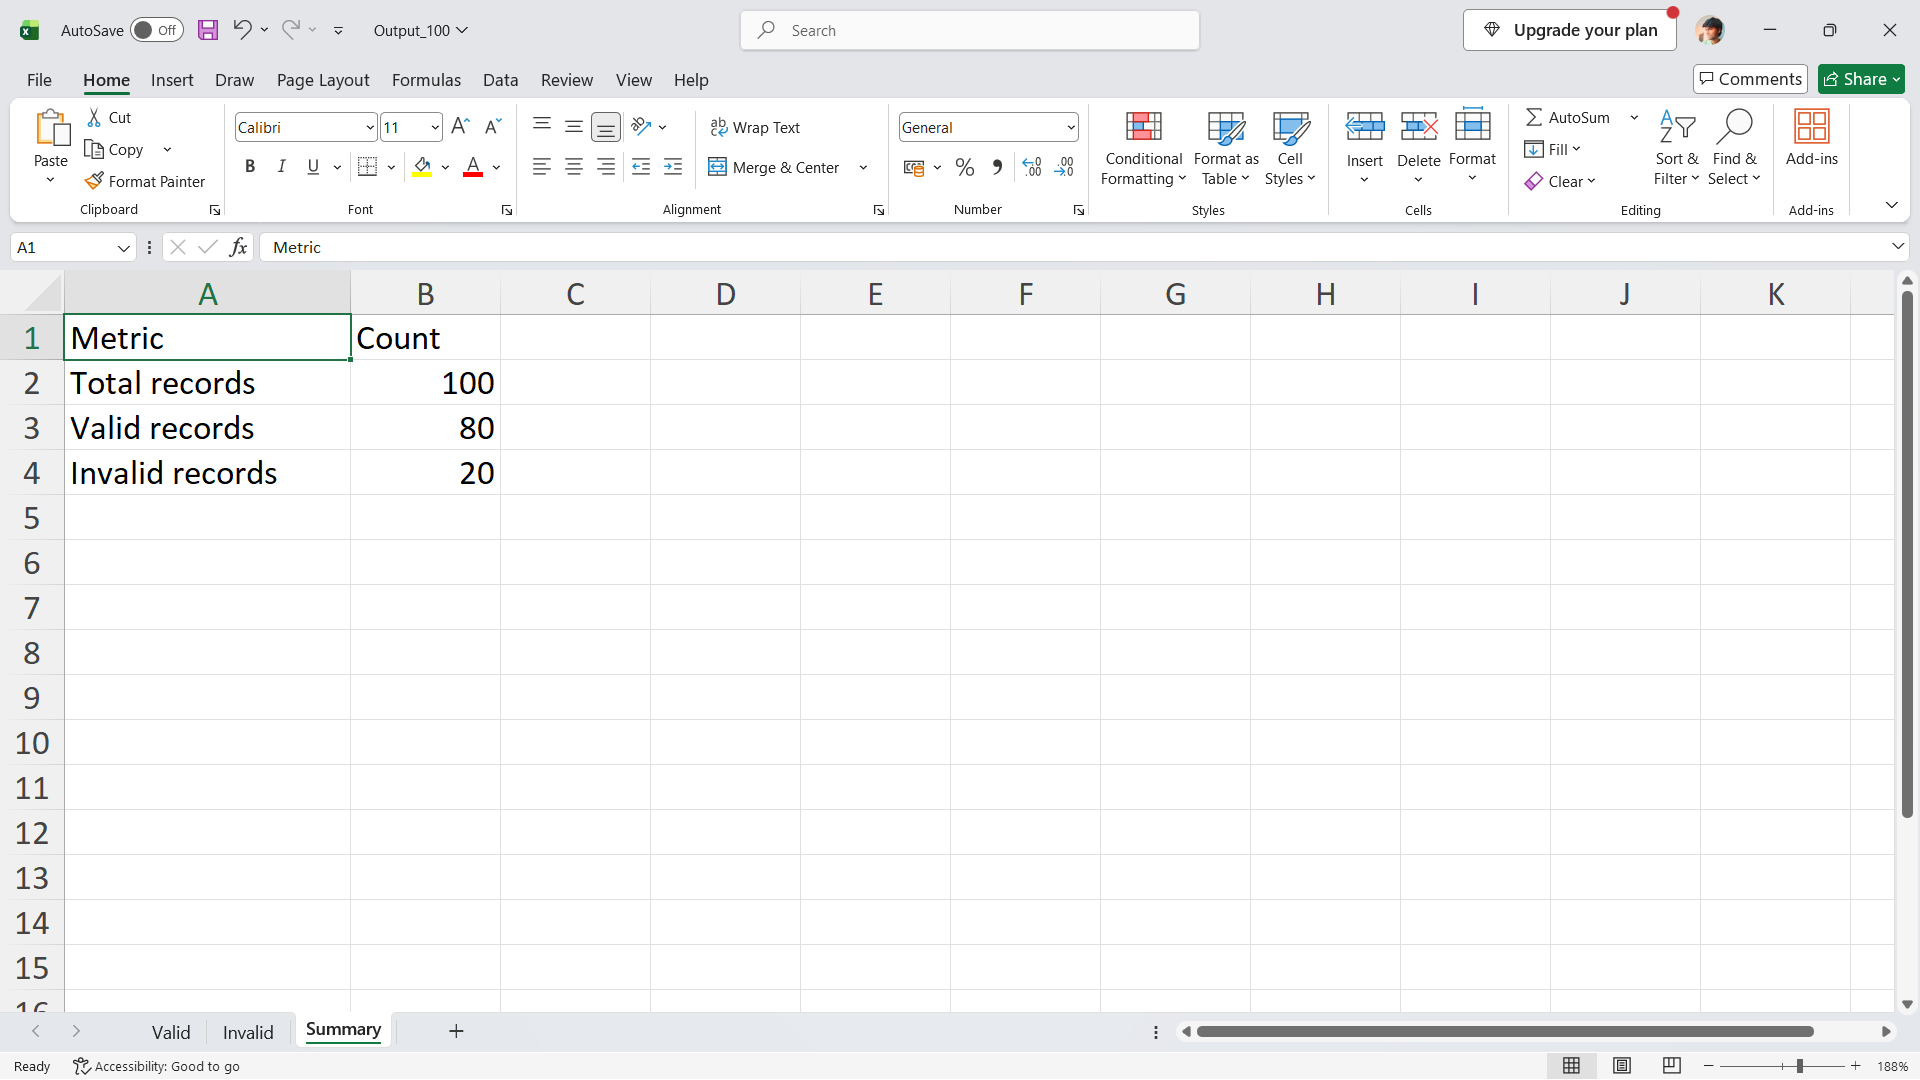 AutoSave Off Output_100 Search Upgrade your plan
File Home Insert Draw Page Layout Formulas Data Review View Help Comments Share
Paste Cut Copy Format Painter Clipboard
Calibri 11 B I U A Font
Wrap Text Merge & Center Alignment
General % Number
Conditional Formatting Format as Table Cell Styles Styles
Insert Delete Format Cells
AutoSum Fill Clear Sort & Filter Find & Select Editing
Add-ins Add-ins
A1 fx Metric
A B C D E F G H I J K
1 Metric Count
2 Total records 100
3 Valid records 80
4 Invalid records 20
5
6
7
8
9
10
11
12
13
14
15
16
Valid Invalid Summary +
Ready Accessibility: Good to go 188%